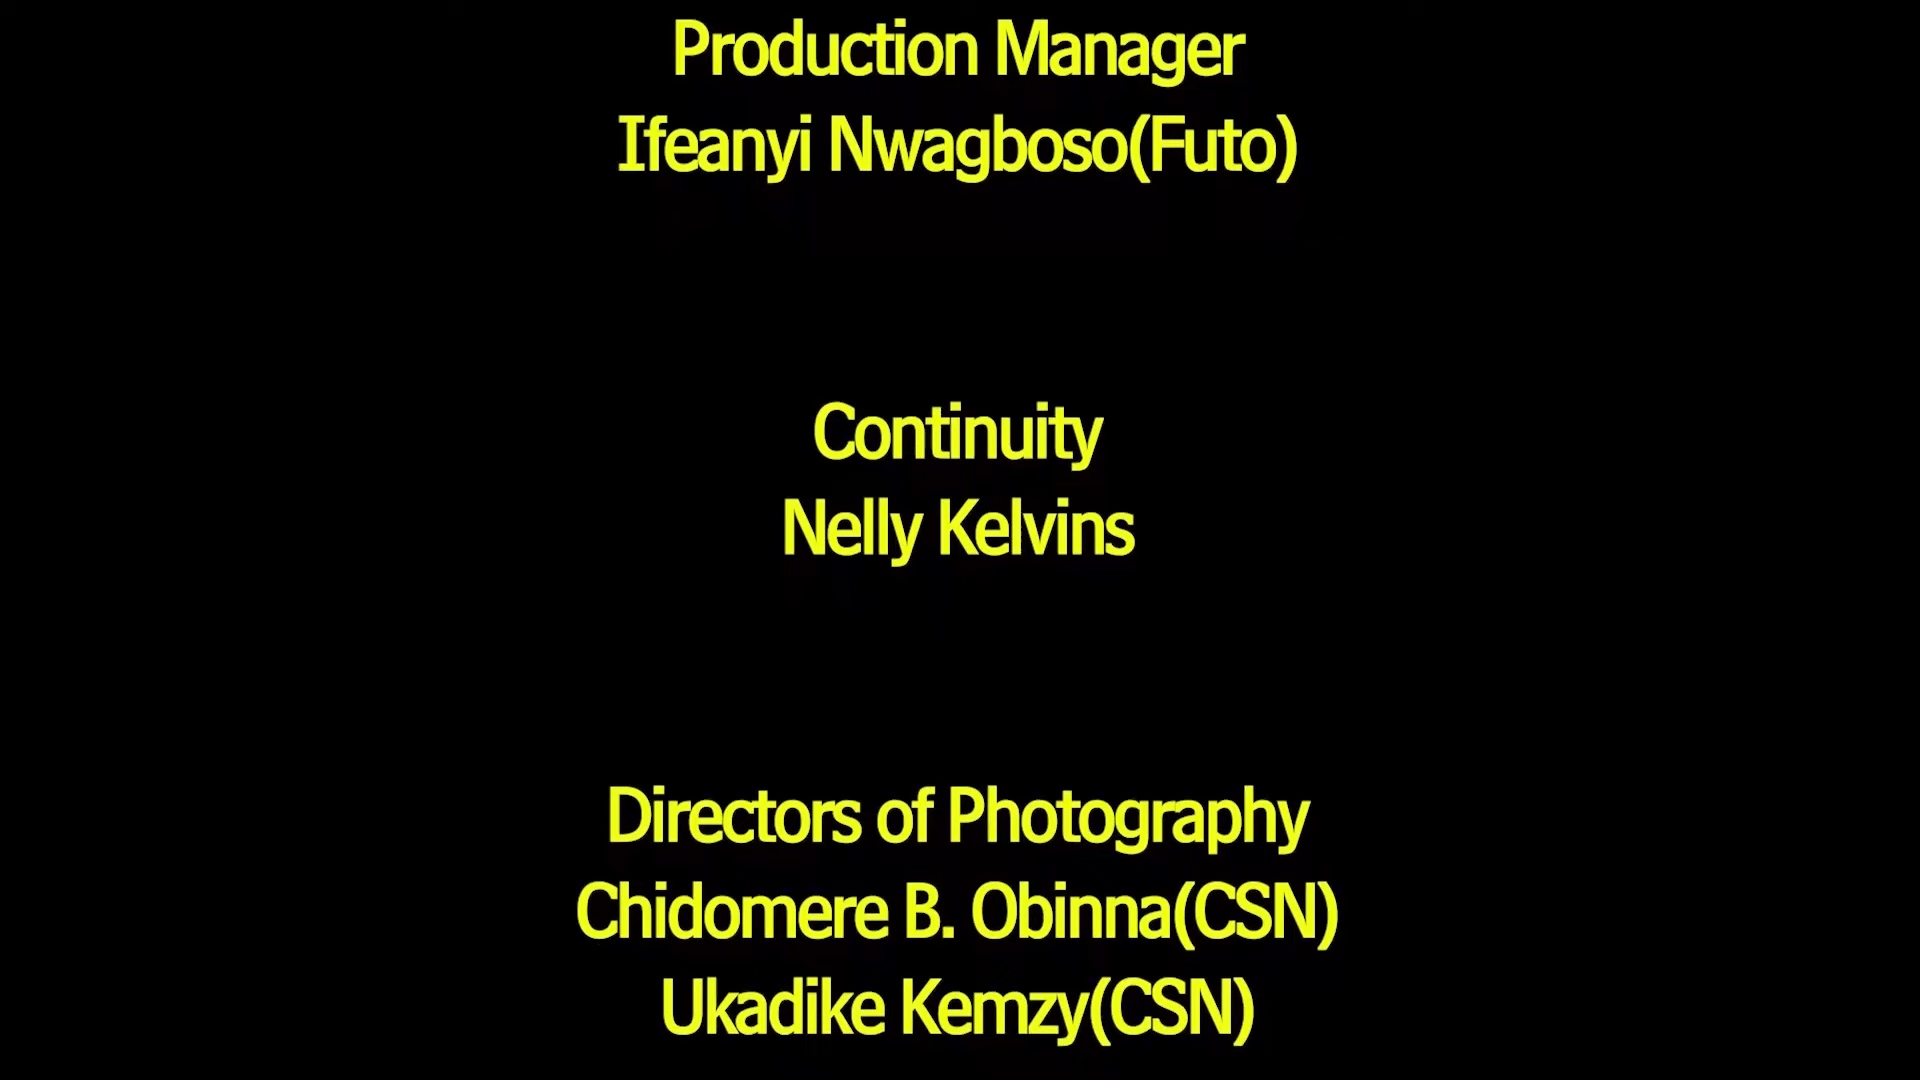 Production Manager
Ifeanyi Nwagboso(Futo)
Continuity
Nelly Kelvins
Directors of Photography
Chidomere B. Obinna(CSN)
Ukadike Kemzy(CSN)